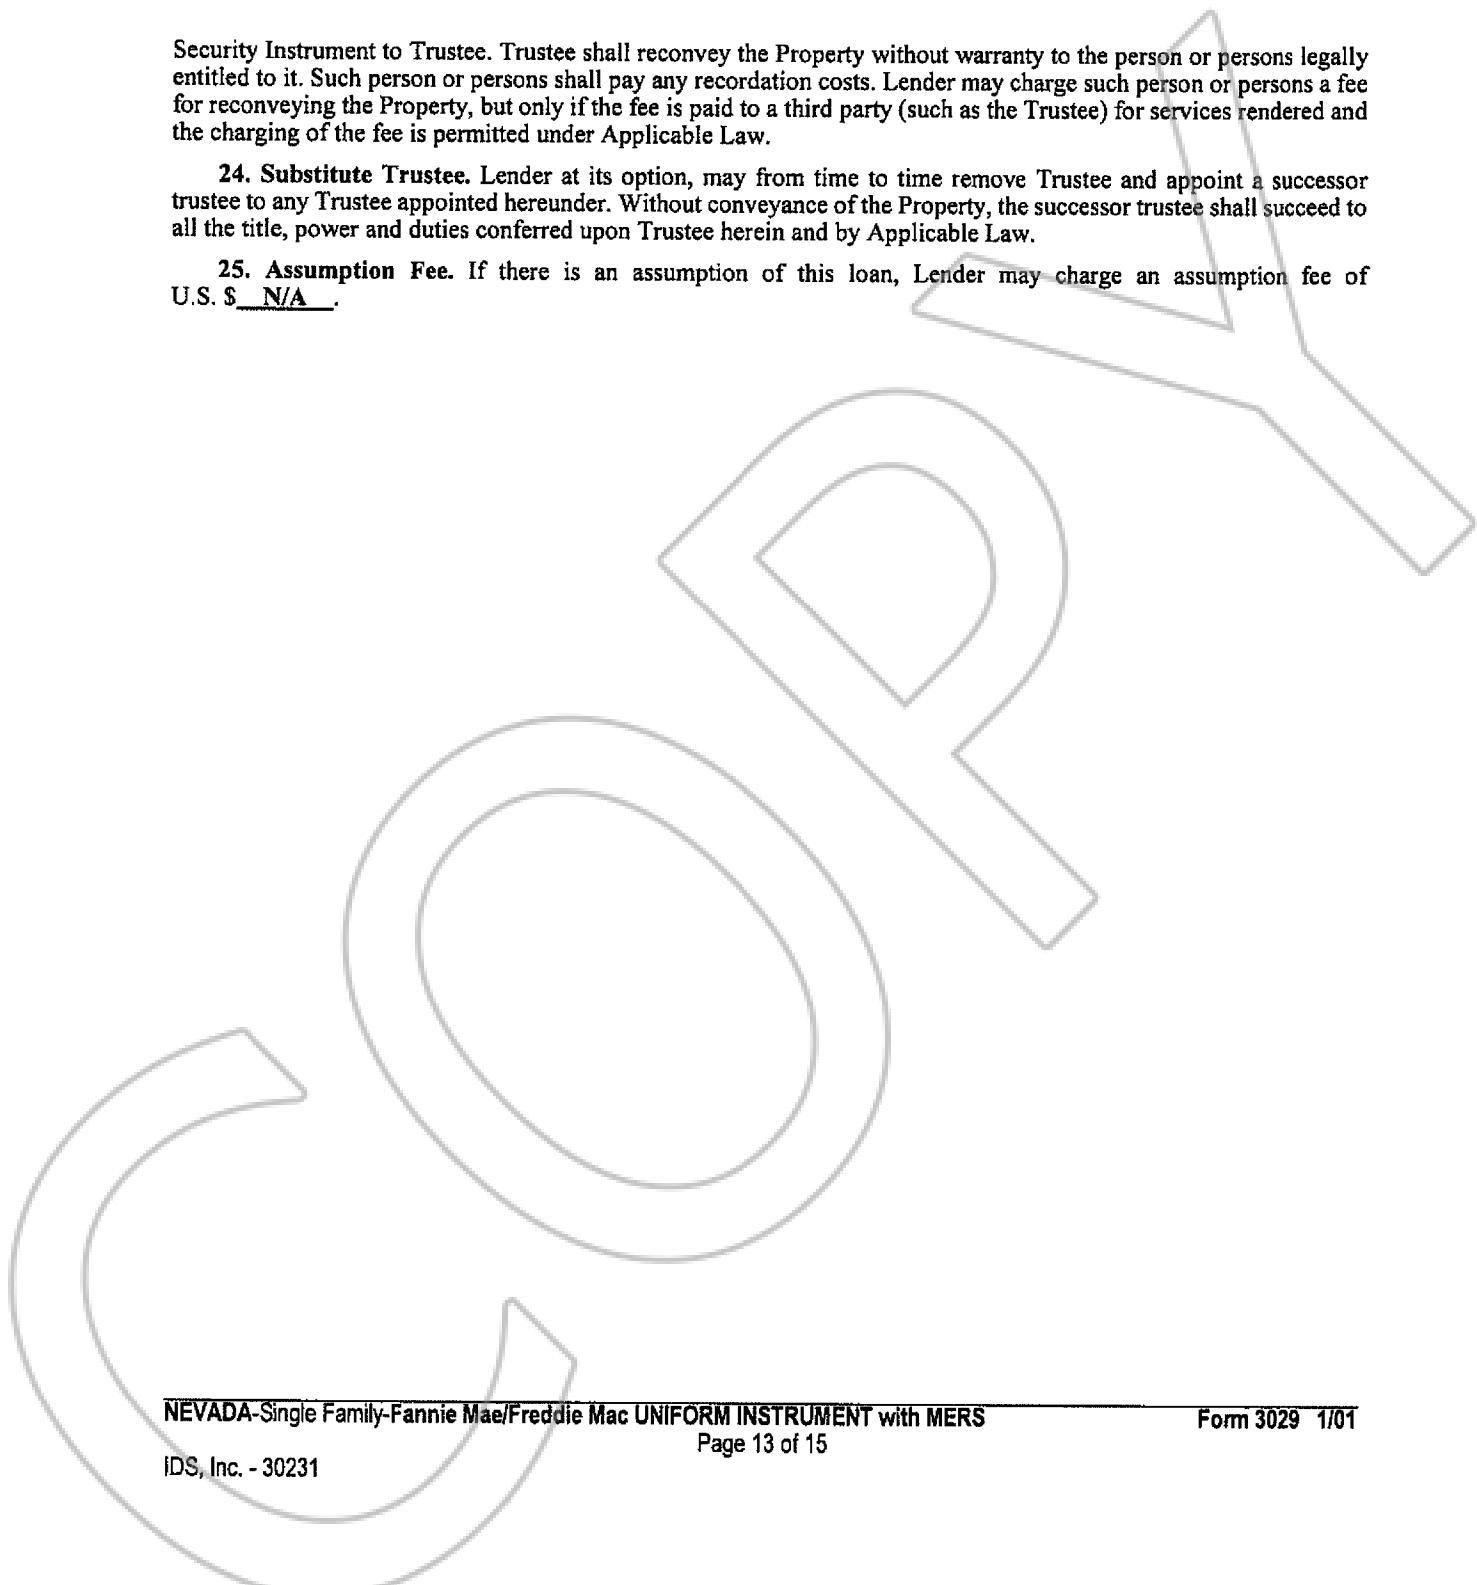 Security Instrument to Trustee. Trustee shall reconvey the Property without warranty to the person or persons legally
entitled to it. Such person or persons shall pay any recordation costs. Lender may charge such person or persons a fee
for reconveying the Property, but only if the fee is paid to a third party (such as the Trustee) for services rendered and
the charging of the fee is permitted under Applicable Law.
24. Substitute Trustee. Lender at its option, may from time to time remove Trustee and appoint a successor
trustee to any Trustee appointed hereunder. Without conveyance of the Property, the successor trustee shall succeed to
all the title, power and duties conferred upon Trustee herein and by Applicable Law.
25. Assumption Fee. If there is an assumption of this loan, Lender may charge an assumption fee of
U.S. $ N/A .
COPY
NEVADA-Single Family-Fannie Mae/Freddie Mac UNIFORM INSTRUMENT with MERS Form 3029 1/01
Page 13 of 15
IDS, Inc. - 30231